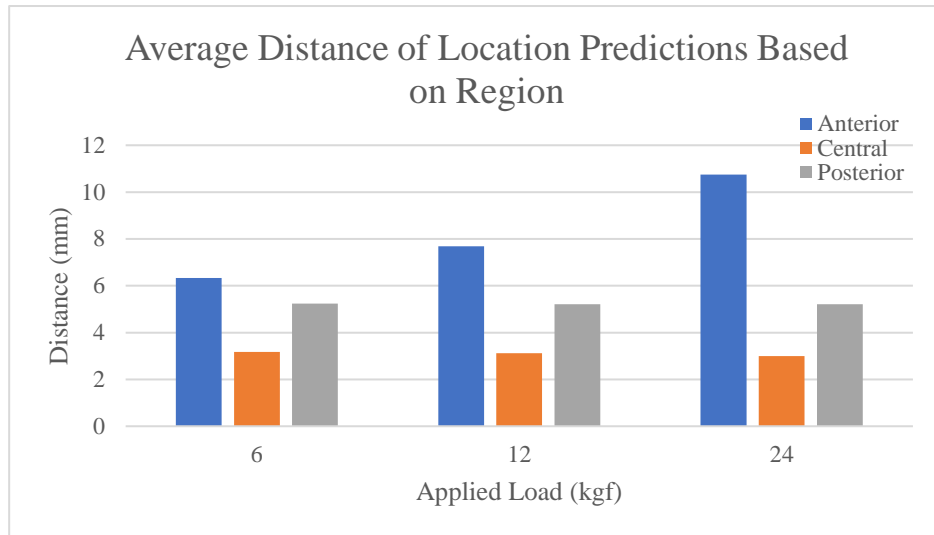 Average Distance of Location Predictions Based
on Region
Anterior
Central
Posterior
12
10
8
6
4
2
0
Distance (mm)
6 12 24
Applied Load (kgf)